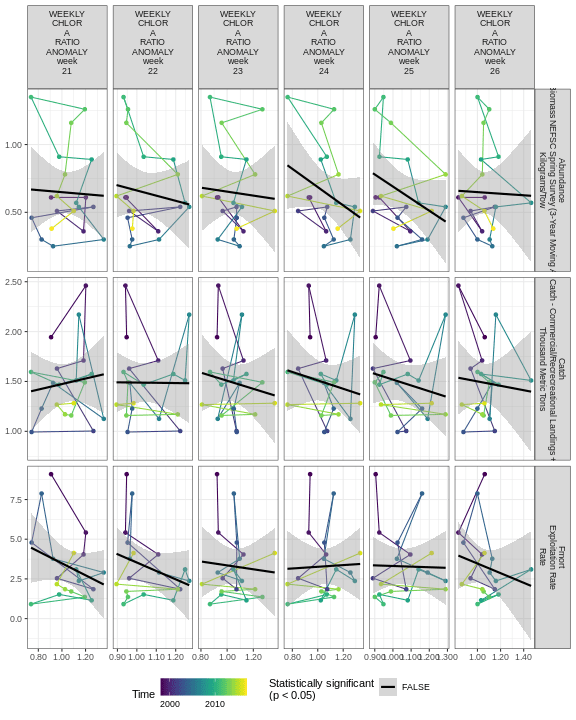 WEEKLY WEEKLY WEEKLY WEEKLY WEEKLY WEEKLY
CHLOR CHLOR CHLOR CHLOR CHLOR CHLOR
A A A A A A
RATIO RATIO RATIO RATIO RATIO RATIO
ANOMALY ANOMALY ANOMALY ANOMALY ANOMALY ANOMALY
week week week week week week
21 22 23 24 25 26
1.00
0.50
Abundance
Biomass NEFSC Spring Survey (3-Year Moving
Kilograms/Tow
2.50
2.00
1.50
1.00
Catch
Catch - Commercial/Recreational Landings +
Thousand Metric Tons
7.5
5.0
2.5
0.0
Fmort
Exploitation Rate
Rate
0.80 1.00 1.20 0.90 1.00 1.10 1.20 0.80 1.00 1.20 0.80 1.00 1.20 0.900 1.000 1.100 1.200 1.300 1.00 1.20 1.40
Time
2000 2010
Statistically significant
(p < 0.05)
FALSE